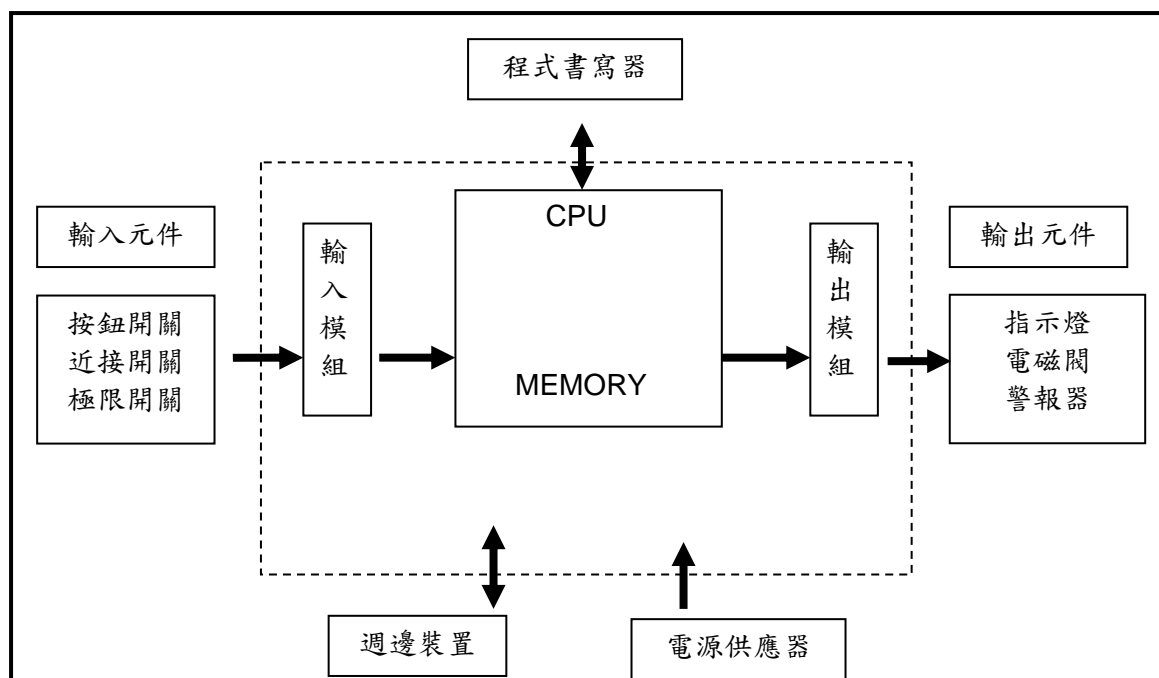 程式書寫器
輸入元件
按鈕開關
近接開關
極限開關
輸入模組
CPU
MEMORY
輸出模組
輸出元件
指示燈
電磁閥
警報器
週邊裝置
電源供應器